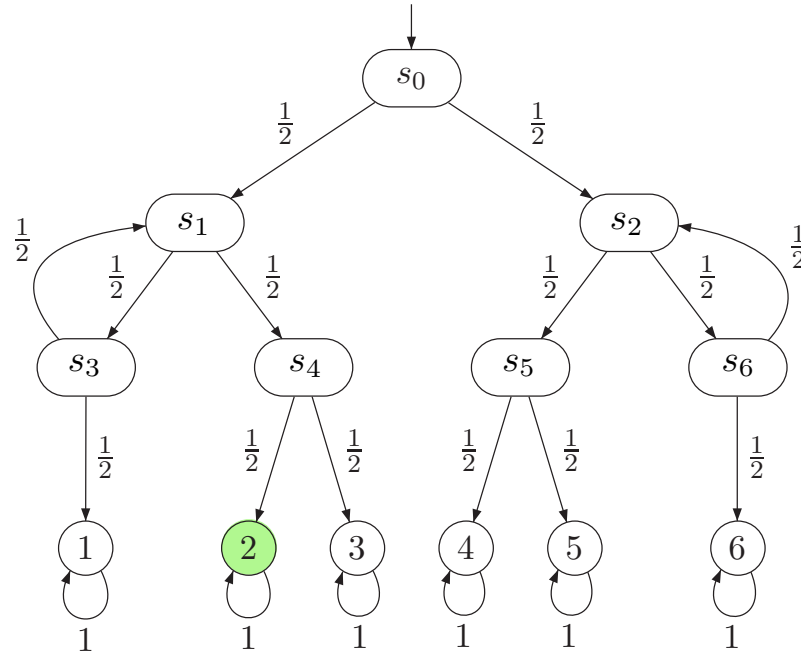 s₀
½ ½
s₁ s₂
½ ½ ½ ½ ½ ½
s₃ s₄ s₅ s₆
½ ½ ½ ½ ½ ½
1 2 3 4 5 6
1 1 1 1 1 1